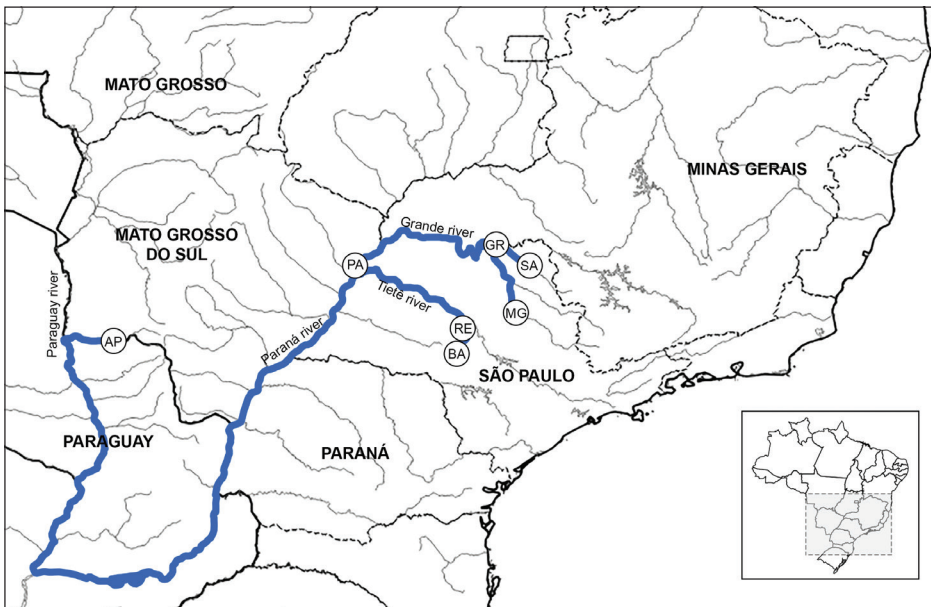 MATO GROSSO
MINAS GERAIS
MATO GROSSO
DO SUL
Grande river
GR
PA
SA
Tietê river
Paraguay river
MG
Paraná river
RE
AP
BA
SÃO PAULO
PARAGUAY
PARANÁ